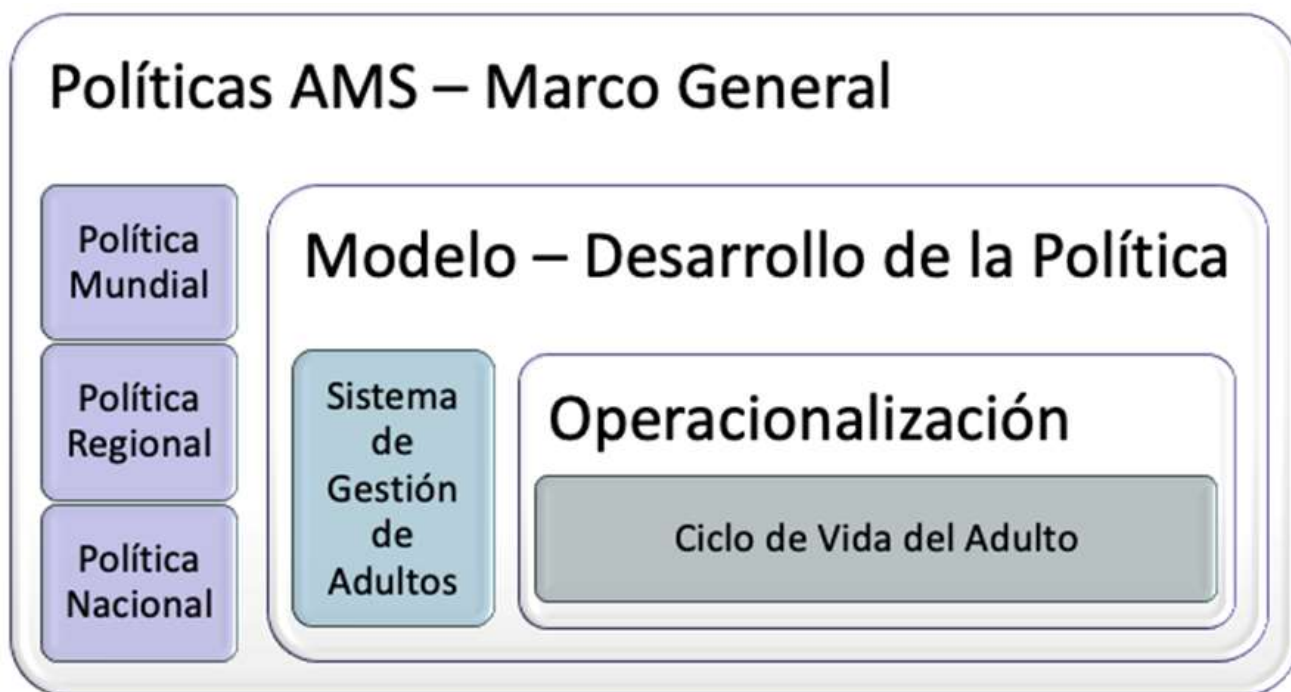 Políticas AMS – Marco General
Política
Mundial
Política
Regional
Política
Nacional
Modelo – Desarrollo de la Política
Sistema
de
Gestión
de
Adultos
Operacionalización
Ciclo de Vida del Adulto